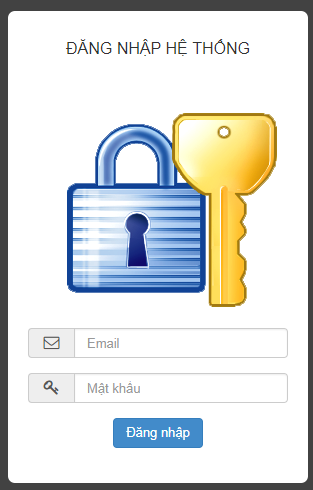 ĐĂNG NHẬP HỆ THỐNG
Email
Mật khẩu
Đăng nhập